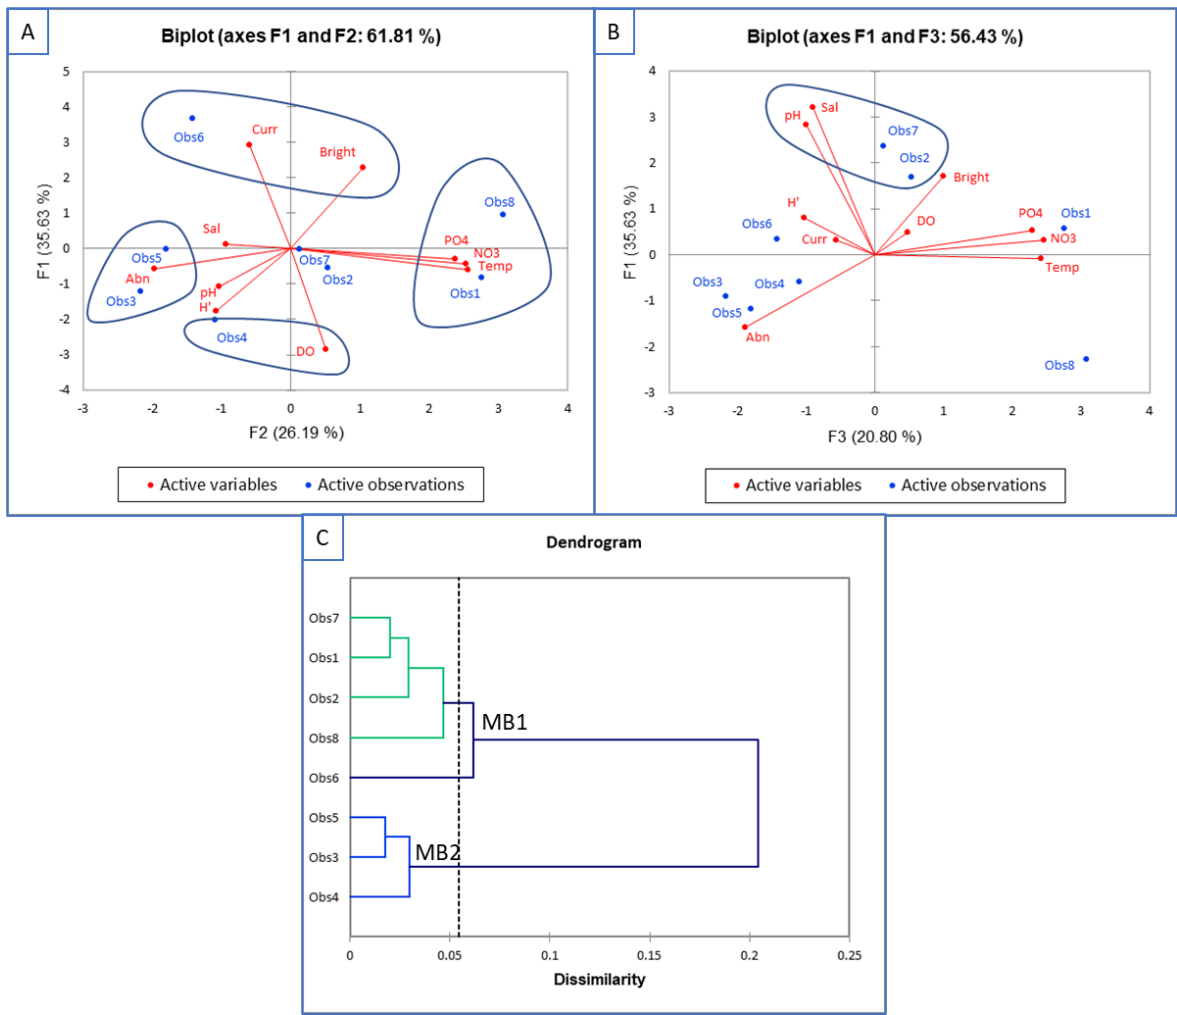 A
Biplot (axes F1 and F2: 61.81 %)
5
4
3
2
1
0
-1
-2
-3
-4
F1 (35.63 %)
Obs6
Curr
Bright
Obs8
Sal
PO4
NO3
Temp
Obs5
Abn
Obs3
Obs7
Obs2
Obs1
pH
H'
Obs4
DO
-3
-2
-1
0
1
2
3
4
F2 (26.19 %)
Active variables
Active observations
B
Biplot (axes F1 and F3: 56.43 %)
4
3
2
1
0
-1
-2
-3
F1 (35.63 %)
Sal
pH
Obs7
Obs2
Bright
H'
DO
PO4
Obs1
Obs6
Curr
NO3
Temp
Obs3
Obs4
Obs5
Abn
Obs8
-3
-2
-1
0
1
2
3
4
F3 (20.80 %)
Active variables
Active observations
C
Dendrogram
Obs7
Obs1
Obs2
Obs8
Obs6
Obs5
Obs3
Obs4
MB1
MB2
0
0.05
0.1
0.15
0.2
0.25
Dissimilarity